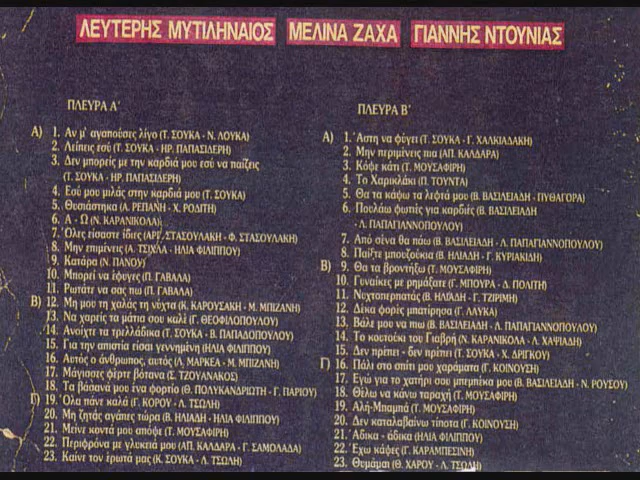 ΛΕΥΤΕΡΗΣ ΜΥΤΙΛΗΝΑΙΟΣ ΜΕΛΙΝΑ ΖΑΧΑ ΓΙΑΝΝΗΣ ΝΤΟΥΝΙΑΣ
ΠΛΕΥΡΑ Α'
Α) 1. Αν μ' αγαπούσες λίγο (Τ. ΣΟΥΚΑ - Ν. ΛΟΥΚΑ)
2. Λείπεις εσύ (Τ. ΣΟΥΚΑ - ΗΡ. ΠΑΠΑΣΙΔΕΡΗ)
3. Δεν μπορείς με την καρδιά μου εσύ να παίζεις
(Τ. ΣΟΥΚΑ - ΗΡ. ΠΑΠΑΣΙΔΕΡΗ)
4. Εσύ μου μιλάς στην καρδιά μου (Τ. ΣΟΥΚΑ)
5. Θυσιάστηκα (Α. ΡΕΠΑΝΗ - Χ. ΡΟΔΙΤΗ)
6. Α - Ω (Ν. ΚΑΡΑΝΙΚΟΛΑ)
7. Όλες είσαστε ίδιες (ΑΡΓ. ΣΤΑΣΟΥΛΑΚΗ - Φ. ΣΤΑΣΟΥΛΑΚΗ)
8. Μην επιμένεις (Α. ΤΣΙΧΛΑ - ΗΛΙΑ ΦΙΛΙΠΠΟΥ)
9. Κατάρα (Ν. ΠΑΝΟΥ)
10. Μπορεί να έφυγες (Π. ΓΑΒΑΛΑ)
11. Ρωτάτε να σας πω (Π. ΓΑΒΑΛΑ)
Β) 12. Μη μου τη χαλάς τη νύχτα (Κ. ΚΑΡΟΥΣΑΚΗ - Μ. ΜΠΙΖΑΝΗ)
13. Να χαρείς τα μάτια σου καλέ (Γ. ΘΕΟΦΙΛΟΠΟΥΛΟΥ)
14. Ανοίχτε τα τρελλάδικα (Τ. ΣΟΥΚΑ - Β. ΠΑΠΑΔΟΠΟΥΛΟΥ)
15. Για την απιστία είσαι γεννημένη (ΗΛΙΑ ΦΙΛΙΠΠΟΥ)
16. Αυτός ο άνθρωπος, αυτός (Λ. ΜΑΡΚΕΑ - Μ. ΜΠΙΖΑΝΗ)
17. Μάγισσες φέρτε βότανα (Σ. ΤΖΟΥΑΝΑΚΟΣ)
18. Τα βάσανά μου ένα φορτίο (Θ. ΠΟΛΥΚΑΝΔΡΙΩΤΗ - Γ. ΠΑΡΙΟΥ)
Γ) 19. Όλα πάνε καλά (Γ. ΚΟΡΟΥ - Λ. ΤΣΩΛΗ)
20. Μη ζητάς αγάπες τώρα (Β. ΗΛΙΑΔΗ - ΗΛΙΑ ΦΙΛΙΠΠΟΥ)
21. Μείνε κοντά μου απόψε (Τ. ΜΟΥΣΑΦΙΡΗ)
22. Περιφρόνα με γλυκειά μου (ΑΠ. ΚΑΛΔΑΡΑ - Γ. ΣΑΜΟΛΑΔΑ)
23. Καίνε τον έρωτά μας (Κ. ΣΟΥΚΑ - Λ. ΤΣΩΛΗ)
ΠΛΕΥΡΑ Β'
Α) 1. Άστη να φύγει (Τ. ΣΟΥΚΑ - Γ. ΧΑΛΚΙΑΔΑΚΗ)
2. Μην περιμένεις πια (ΑΠ. ΚΑΛΔΑΡΑ)
3. Κόψε κάτι (Τ. ΜΟΥΣΑΦΙΡΗ)
4. Το Χαρικλάκι (Π. ΤΟΥΝΤΑ)
5. Θα τα κάψω τα λεφτά μου (Β. ΒΑΣΙΛΕΙΑΔΗ - ΠΥΘΑΓΟΡΑ)
6. Πουλάω φωτιές για καρδιές (Β. ΒΑΣΙΛΕΙΑΔΗ
- Λ. ΠΑΠΑΓΙΑΝΝΟΠΟΥΛΟΥ)
7. Από σένα θα πάω (Β. ΒΑΣΙΛΕΙΑΔΗ - Λ. ΠΑΠΑΓΙΑΝΝΟΠΟΥΛΟΥ)
8. Παίξτε μπουζούκια (Β. ΗΛΙΑΔΗ - Γ. ΚΥΡΙΑΚΙΔΗ)
Β) 9. Θα τα βροντήξω (Τ. ΜΟΥΣΑΦΙΡΗ)
10. Γυναίκες με ρημάξατε (Γ. ΜΠΟΥΡΑ - Δ. ΠΟΛΙΤΗ)
11. Νυχτοπερπατάς (Β. ΗΛΙΑΔΗ - Γ. ΤΖΙΡΙΜΗ)
12. Δέκα φορές μπατίρησα (Γ. ΛΑΥΚΑ)
13. Βάλε μου να πιω (Β. ΒΑΣΙΛΕΙΑΔΗ - Λ. ΠΑΠΑΓΙΑΝΝΟΠΟΥΛΟΥ)
14. Το κουτσέκι του Γιαβρή (Ν. ΚΑΡΑΝΙΚΟΛΑ - Λ. ΧΑΨΙΑΔΗ)
15. Δεν πρέπει - δεν πρέπει (Τ. ΣΟΥΚΑ - Χ. ΔΡΙΓΚΟΥ)
Γ) 16. Πάλι στο σπίτι μου χαράματα (Γ. ΚΟΙΝΟΥΣΗ)
17. Εγώ για το χατήρι σου μπεμπέκα μου (Β. ΒΑΣΙΛΕΙΑΔΗ - Ν. ΡΟΥΣΟΥ)
18. Θέλω να κάνω ταραχή (Τ. ΜΟΥΣΑΦΙΡΗ)
19. Αλή-Μπαμπά (Τ. ΜΟΥΣΑΦΙΡΗ)
20. Δεν καταλαβαίνω τίποτα (Γ. ΚΟΙΝΟΥΣΗ)
21. Άδικα - άδικα (ΗΛΙΑ ΦΙΛΙΠΠΟΥ)
22. Έχω κάψες (Γ. ΚΑΡΑΜΠΕΣΙΝΗ)
23. Θυμάμαι (Θ. ΧΑΡΟΥ - Λ. ΤΣΩΛΗ)